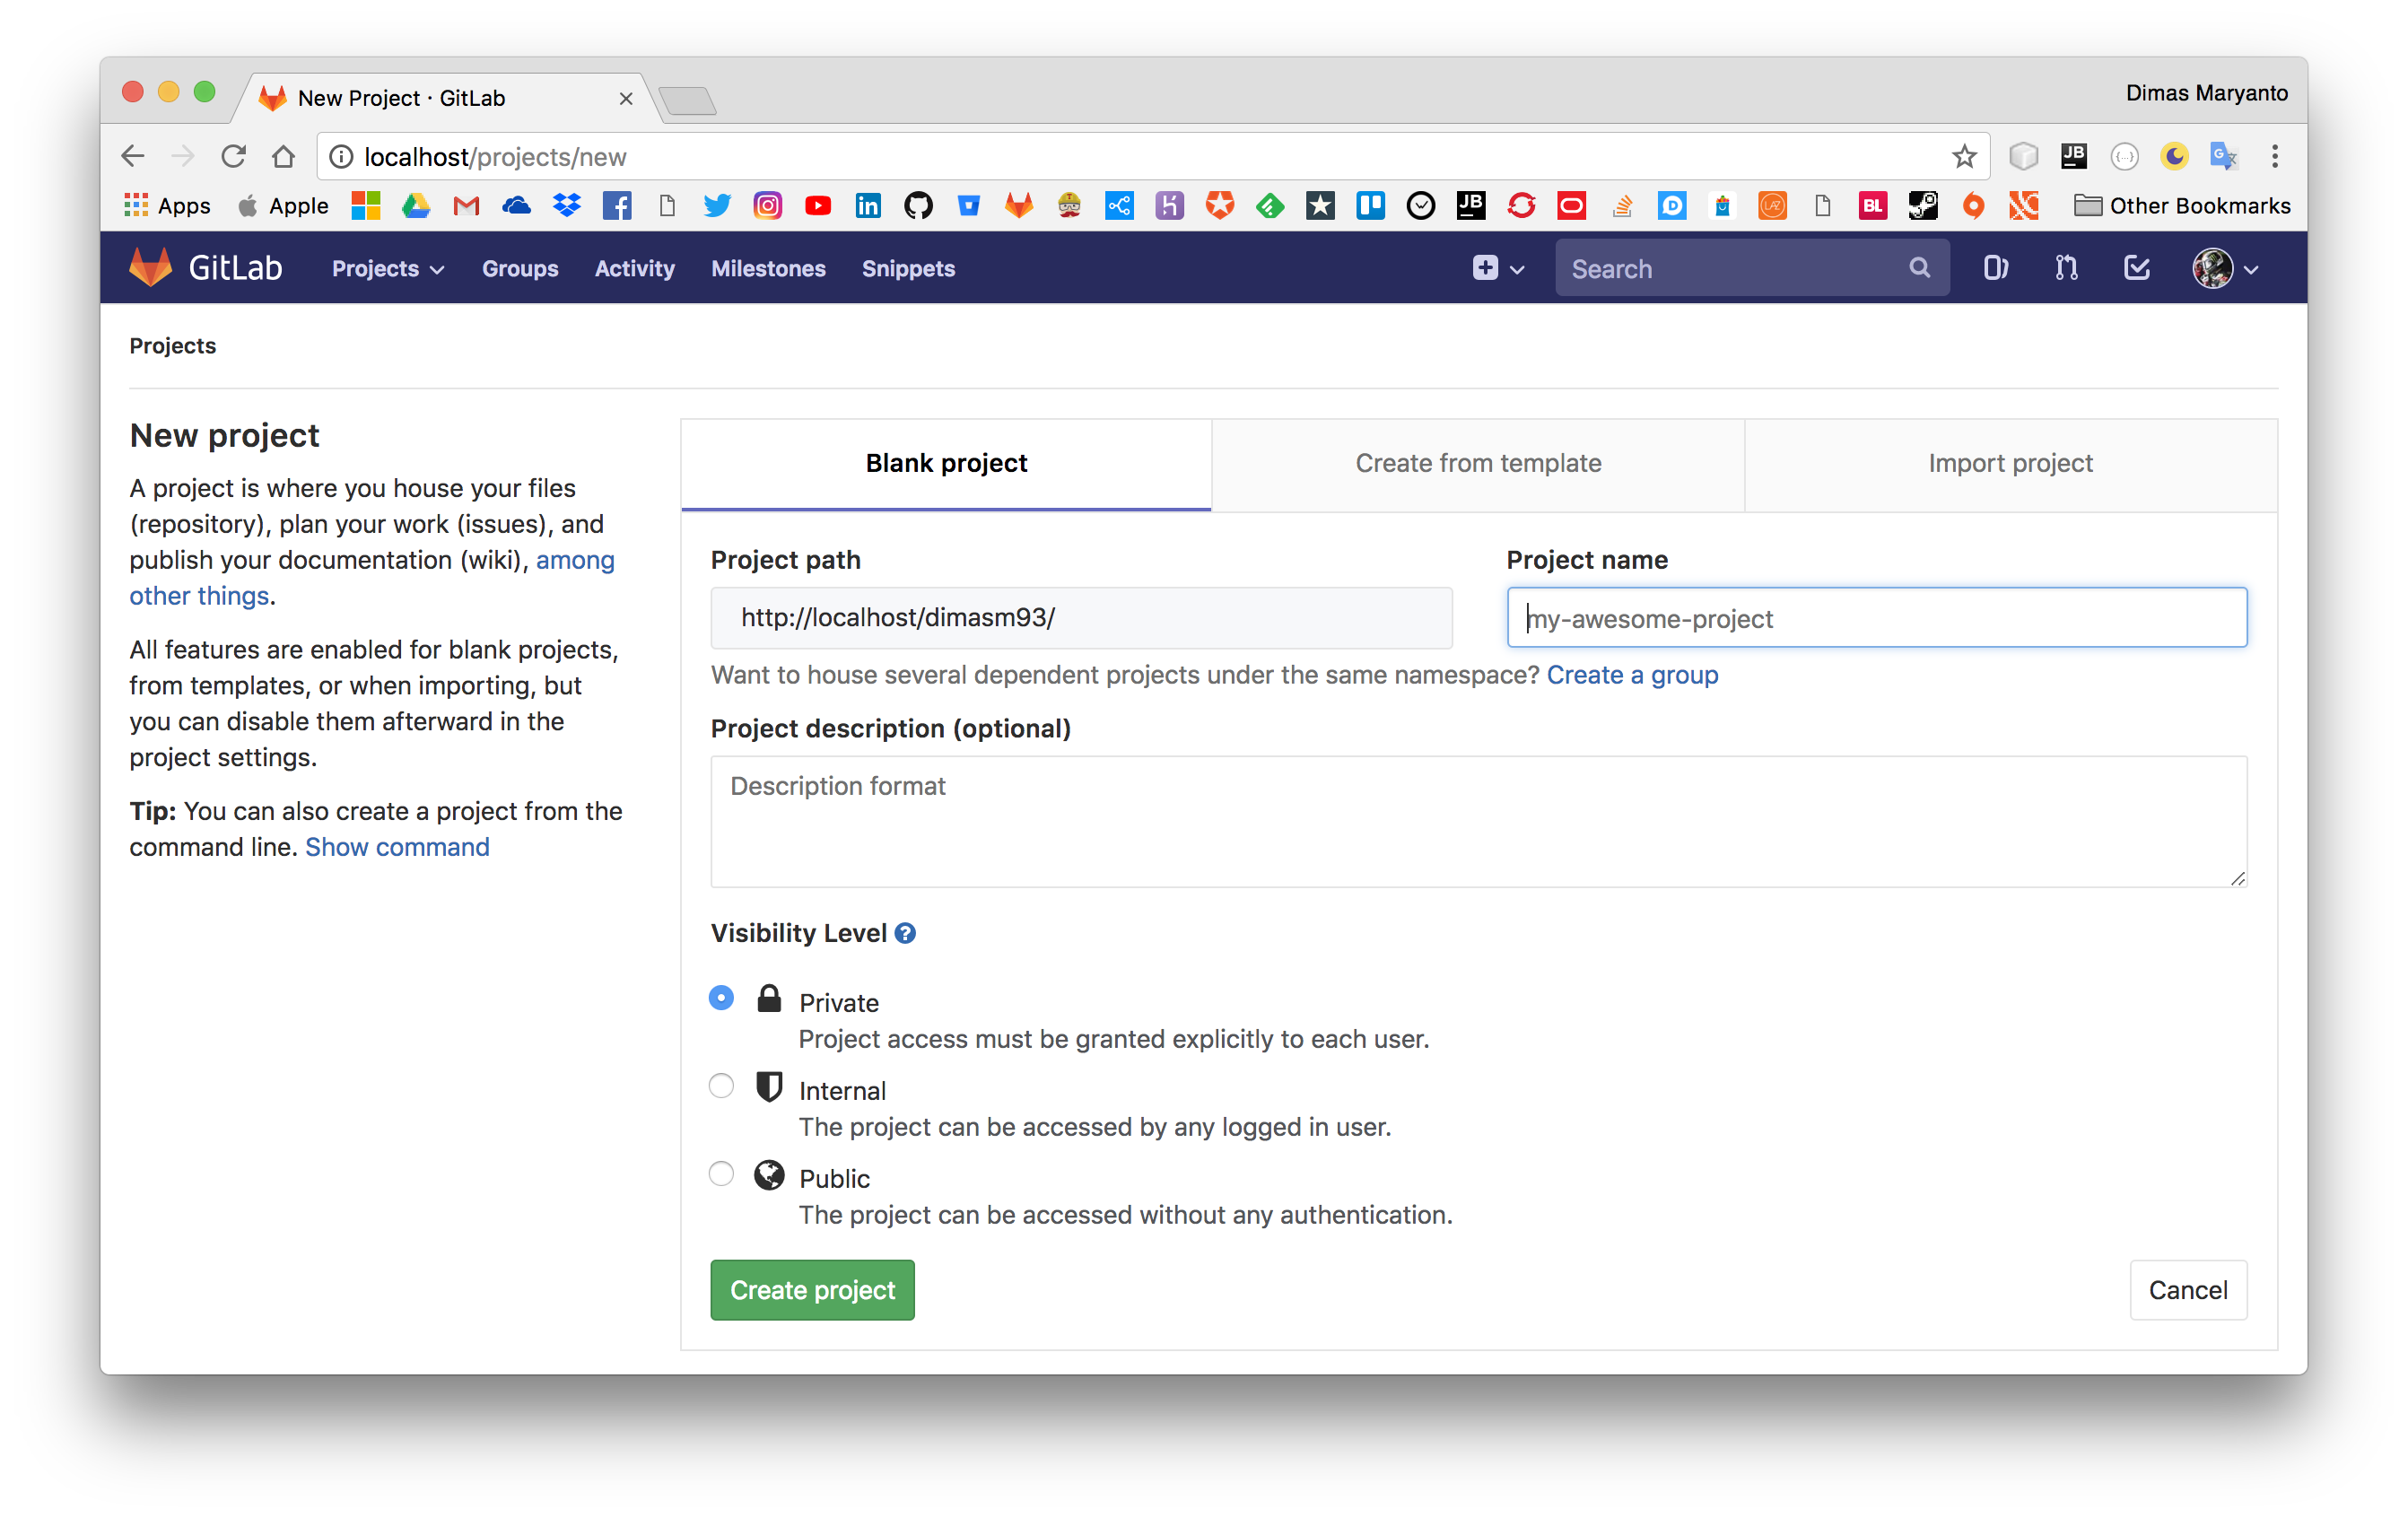 New Project · GitLab
Dimas Maryanto
localhost/projects/new
JB
Apps
Apple
JB
BL
Other Bookmarks
GitLab
Projects
Groups
Activity
Milestones
Snippets
Search
Projects
New project
A project is where you house your files
(repository), plan your work (issues), and
publish your documentation (wiki), among
other things.
All features are enabled for blank projects,
from templates, or when importing, but
you can disable them afterward in the
project settings.
Tip: You can also create a project from the
command line. Show command
Blank project
Create from template
Import project
Project path
Project name
http://localhost/dimasm93/
my-awesome-project
Want to house several dependent projects under the same namespace? Create a group
Project description (optional)
Description format
Visibility Level
Private
Project access must be granted explicitly to each user.
Internal
The project can be accessed by any logged in user.
Public
The project can be accessed without any authentication.
Create project
Cancel